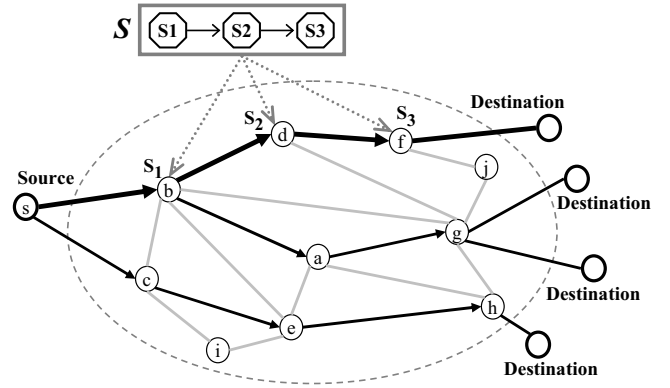 S S1 S2 S3
Destination
S2 d S3 f
S1 j
Source b
Destination
s g
a
c Destination
h
e
i Destination